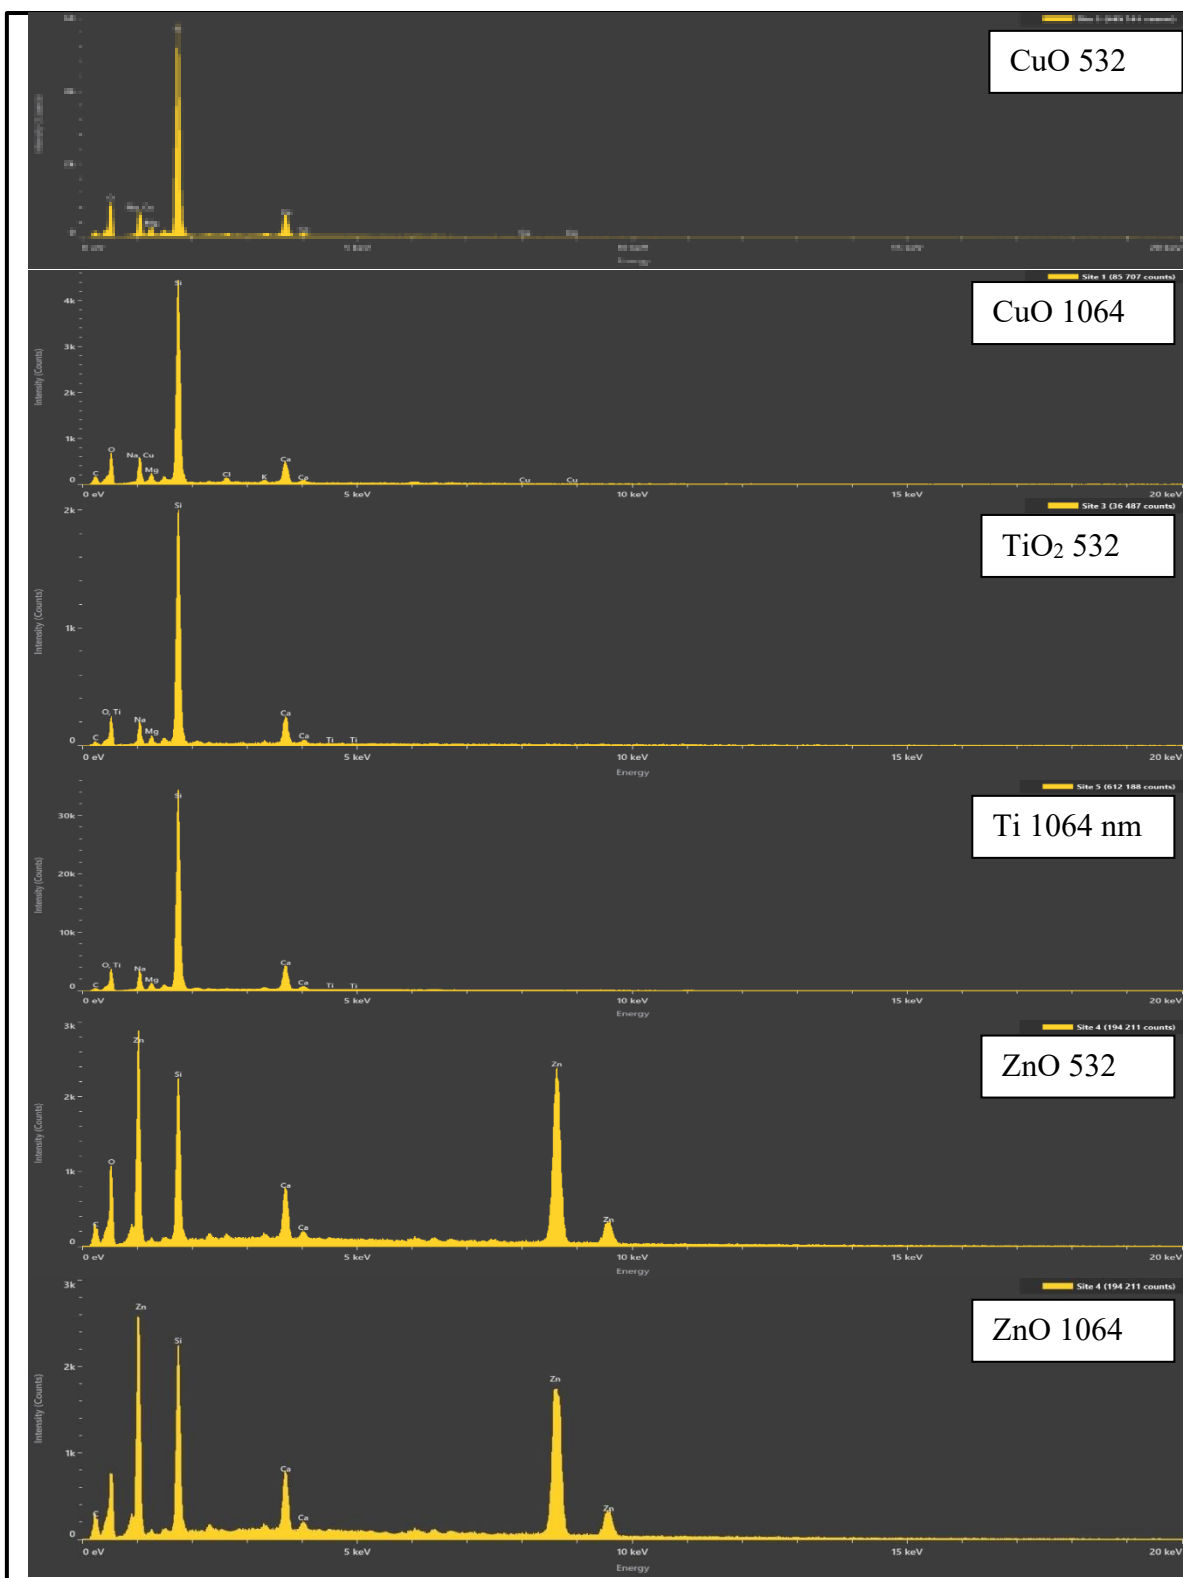 CuO 532
Site 1 (85 707 counts)
CuO 1064
Si
4k
3k
Intensity (Counts)
2k
1k
O
Na Cu
C
Mg
Cl
K
Ca
Ca
Cu
Cu
0
0 eV
5 keV
10 keV
15 keV
20 keV
Site 3 (36 487 counts)
TiO₂ 532
2k
Si
Intensity (Counts)
1k
O, Ti
Na
C
Mg
Ca
Ca
Ti
Ti
0
0 eV
5 keV
10 keV
15 keV
20 keV
Energy
Site 5 (612 188 counts)
Ti 1064 nm
Si
30k
Intensity (Counts)
20k
10k
O, Ti
Na
C
Mg
Ca
Ca
Ti
Ti
0
0 eV
5 keV
10 keV
15 keV
20 keV
Energy
Site 4 (194 211 counts)
ZnO 532
3k
Zn
Si
Zn
2k
Intensity (Counts)
1k
O
C
Ca
Ca
Zn
0
0 eV
5 keV
10 keV
15 keV
20 keV
Energy
Site 4 (194 211 counts)
ZnO 1064
3k
Zn
Si
Zn
2k
Intensity (Counts)
1k
C
Ca
Ca
Zn
0
0 eV
5 keV
10 keV
15 keV
20 keV
Energy